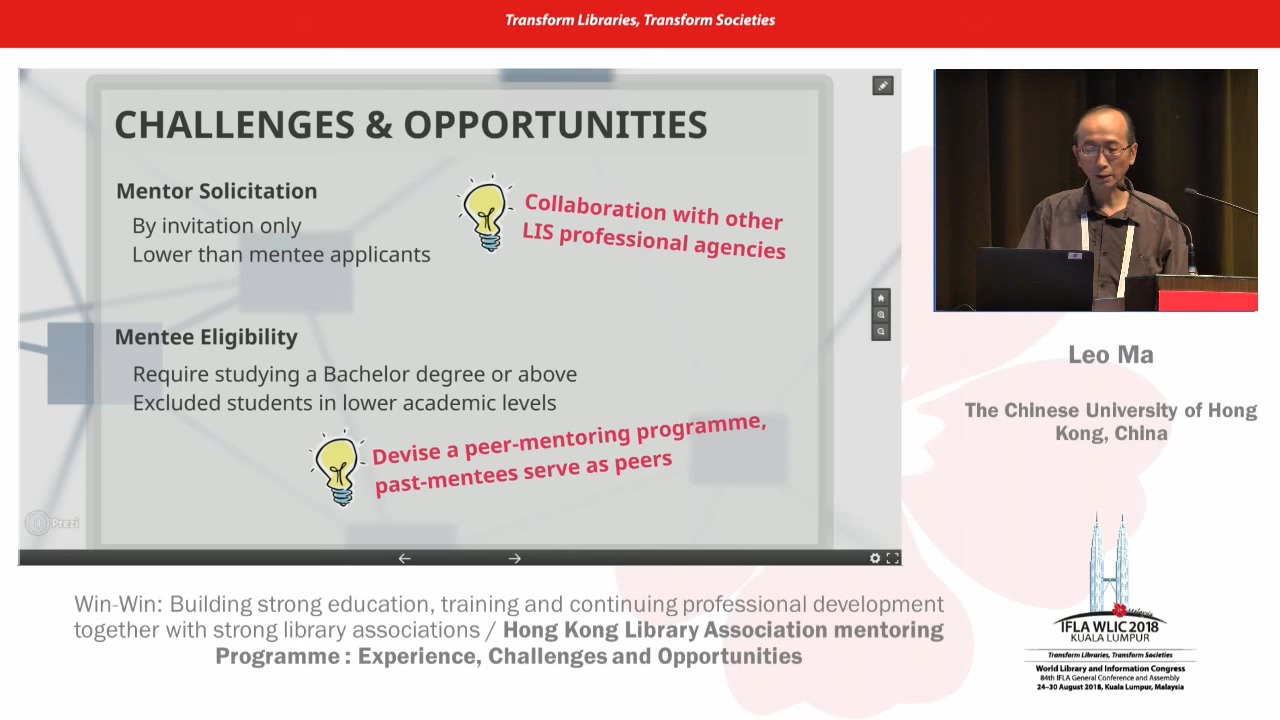 Transform Libraries, Transform Societies
CHALLENGES & OPPORTUNITIES
Mentor Solicitation
By invitation only
Lower than mentee applicants
Collaboration with other
LIS professional agencies
Mentee Eligibility
Require studying a Bachelor degree or above
Excluded students in lower academic levels
Devise a peer-mentoring programme,
past-mentees serve as peers
Prezi
Leo Ma
The Chinese University of Hong
Kong, China
Win-Win: Building strong education, training and continuing professional development
together with strong library associations / Hong Kong Library Association mentoring
Programme : Experience, Challenges and Opportunities
malaysia
IFLA WLIC 2018
KUALA LUMPUR
Transform Libraries, Transform Societies
World Library and Information Congress
84th IFLA General Conference and Assembly
24–30 August 2018, Kuala Lumpur, Malaysia